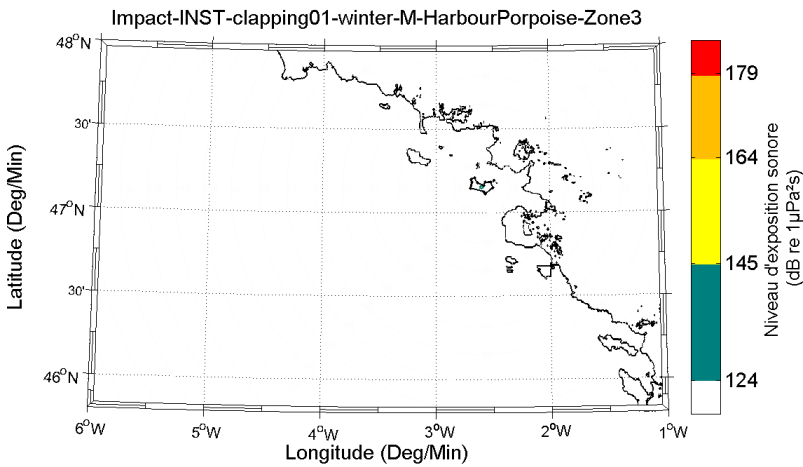 Impact-INST-clapping01-winter-M-HarbourPorpoise-Zone3
48°N
30'
47°N
30'
46°N
Latitude (Deg/Min)
6°W
5°W
4°W
3°W
2°W
1°W
Longitude (Deg/Min)
179
164
145
124
Niveau d'exposition sonore
(dB re 1µPa²s)